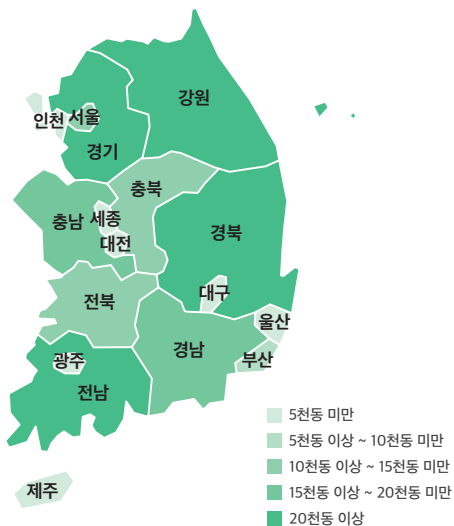 강원
인천
서울
경기
충북
충남
세종
대전
경북
대구
전북
울산
경남
부산
광주
전남
제주
5천동 미만
5천동 이상 ~ 10천동 미만
10천동 이상 ~ 15천동 미만
15천동 이상 ~ 20천동 미만
20천동 이상